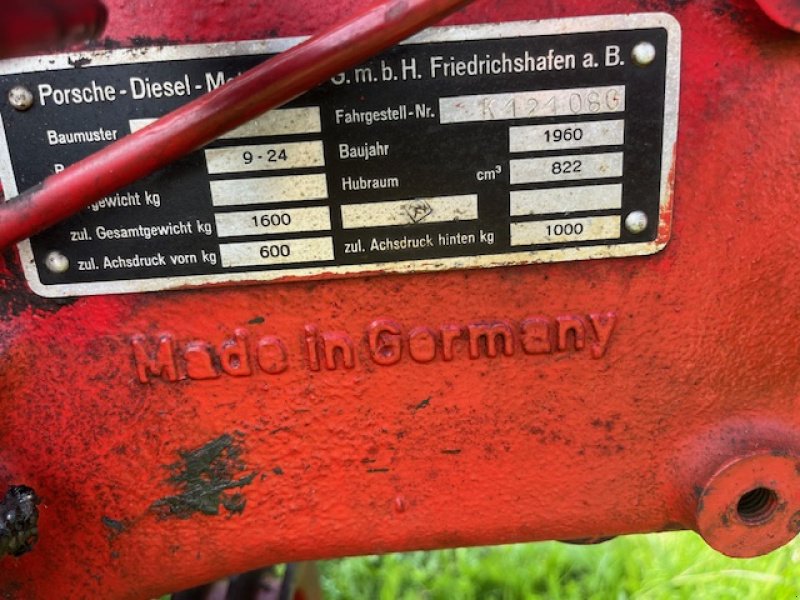 Porsche-Diesel- G.m.b.H. Friedrichshafen a. B.
Baumuster Fahrgestell-Nr.
9-24 Baujahr 1960
gewicht kg Hubraum cm³ 822
zul. Gesamtgewicht kg 1600
zul. Achsdruck vorn kg 600 zul. Achsdruck hinten kg 1000
Made in Germany